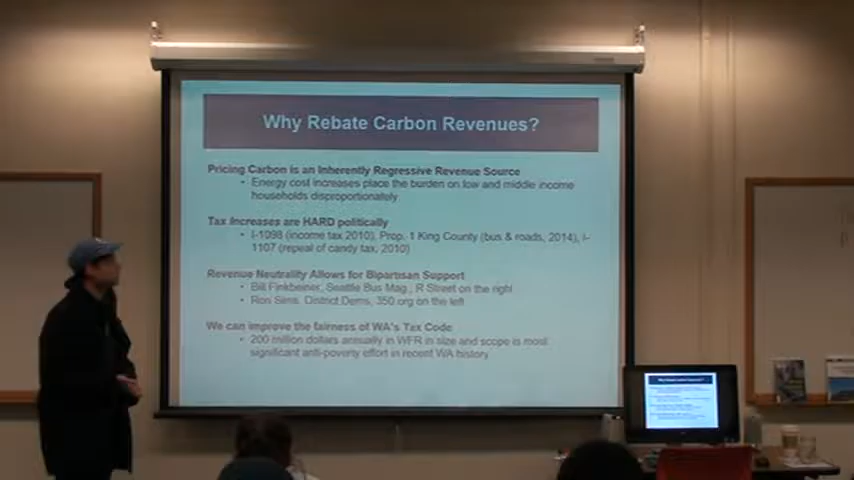 Why Rebate Carbon Revenues?
Pricing Carbon is an Inherently Regressive Revenue Source
• Energy cost increases place the burden on low and middle income
households disproportionately
Tax Increases are HARD politically
• I-1098 (income tax 2010), Prop. 1 King County (bus & roads, 2014), I-
1107 (repeal of candy tax, 2010)
Revenue Neutrality Allows for Bipartisan Support
• Bill Finkbeiner, Seattle Bus Mag., R Street on the right
• Ron Sims, District Dems, 350.org on the left
We can improve the fairness of WA's Tax Code
• 200 million dollars annually in WFR in size and scope is most
significant anti-poverty effort in recent WA history
Why Rebate Carbon Revenues?